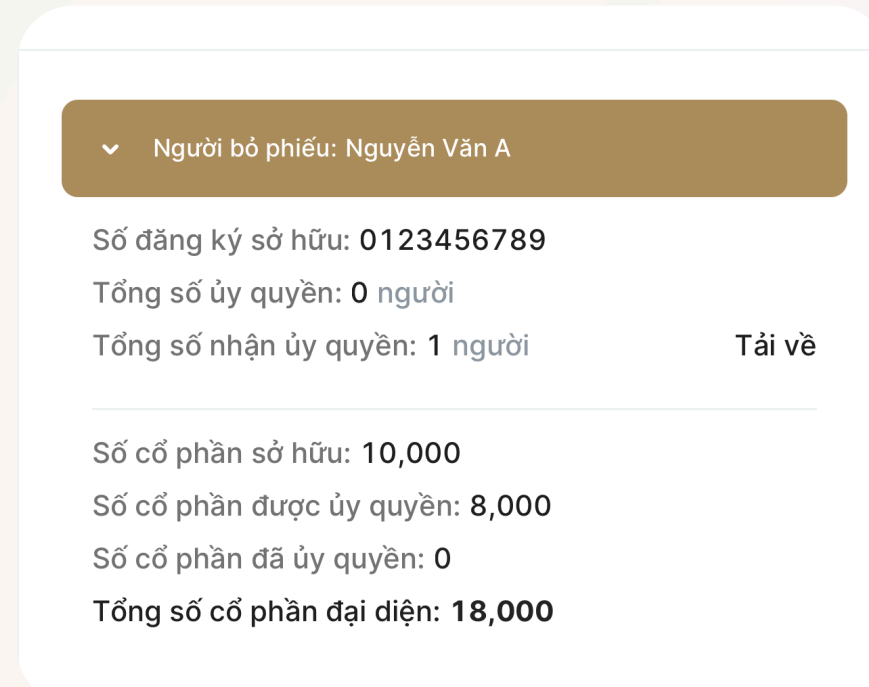 Người bỏ phiếu: Nguyễn Văn A
Số đăng ký sở hữu: 0123456789
Tổng số ủy quyền: 0 người
Tổng số nhận ủy quyền: 1 người Tải về
Số cổ phần sở hữu: 10,000
Số cổ phần được ủy quyền: 8,000
Số cổ phần đã ủy quyền: 0
Tổng số cổ phần đại diện: 18,000